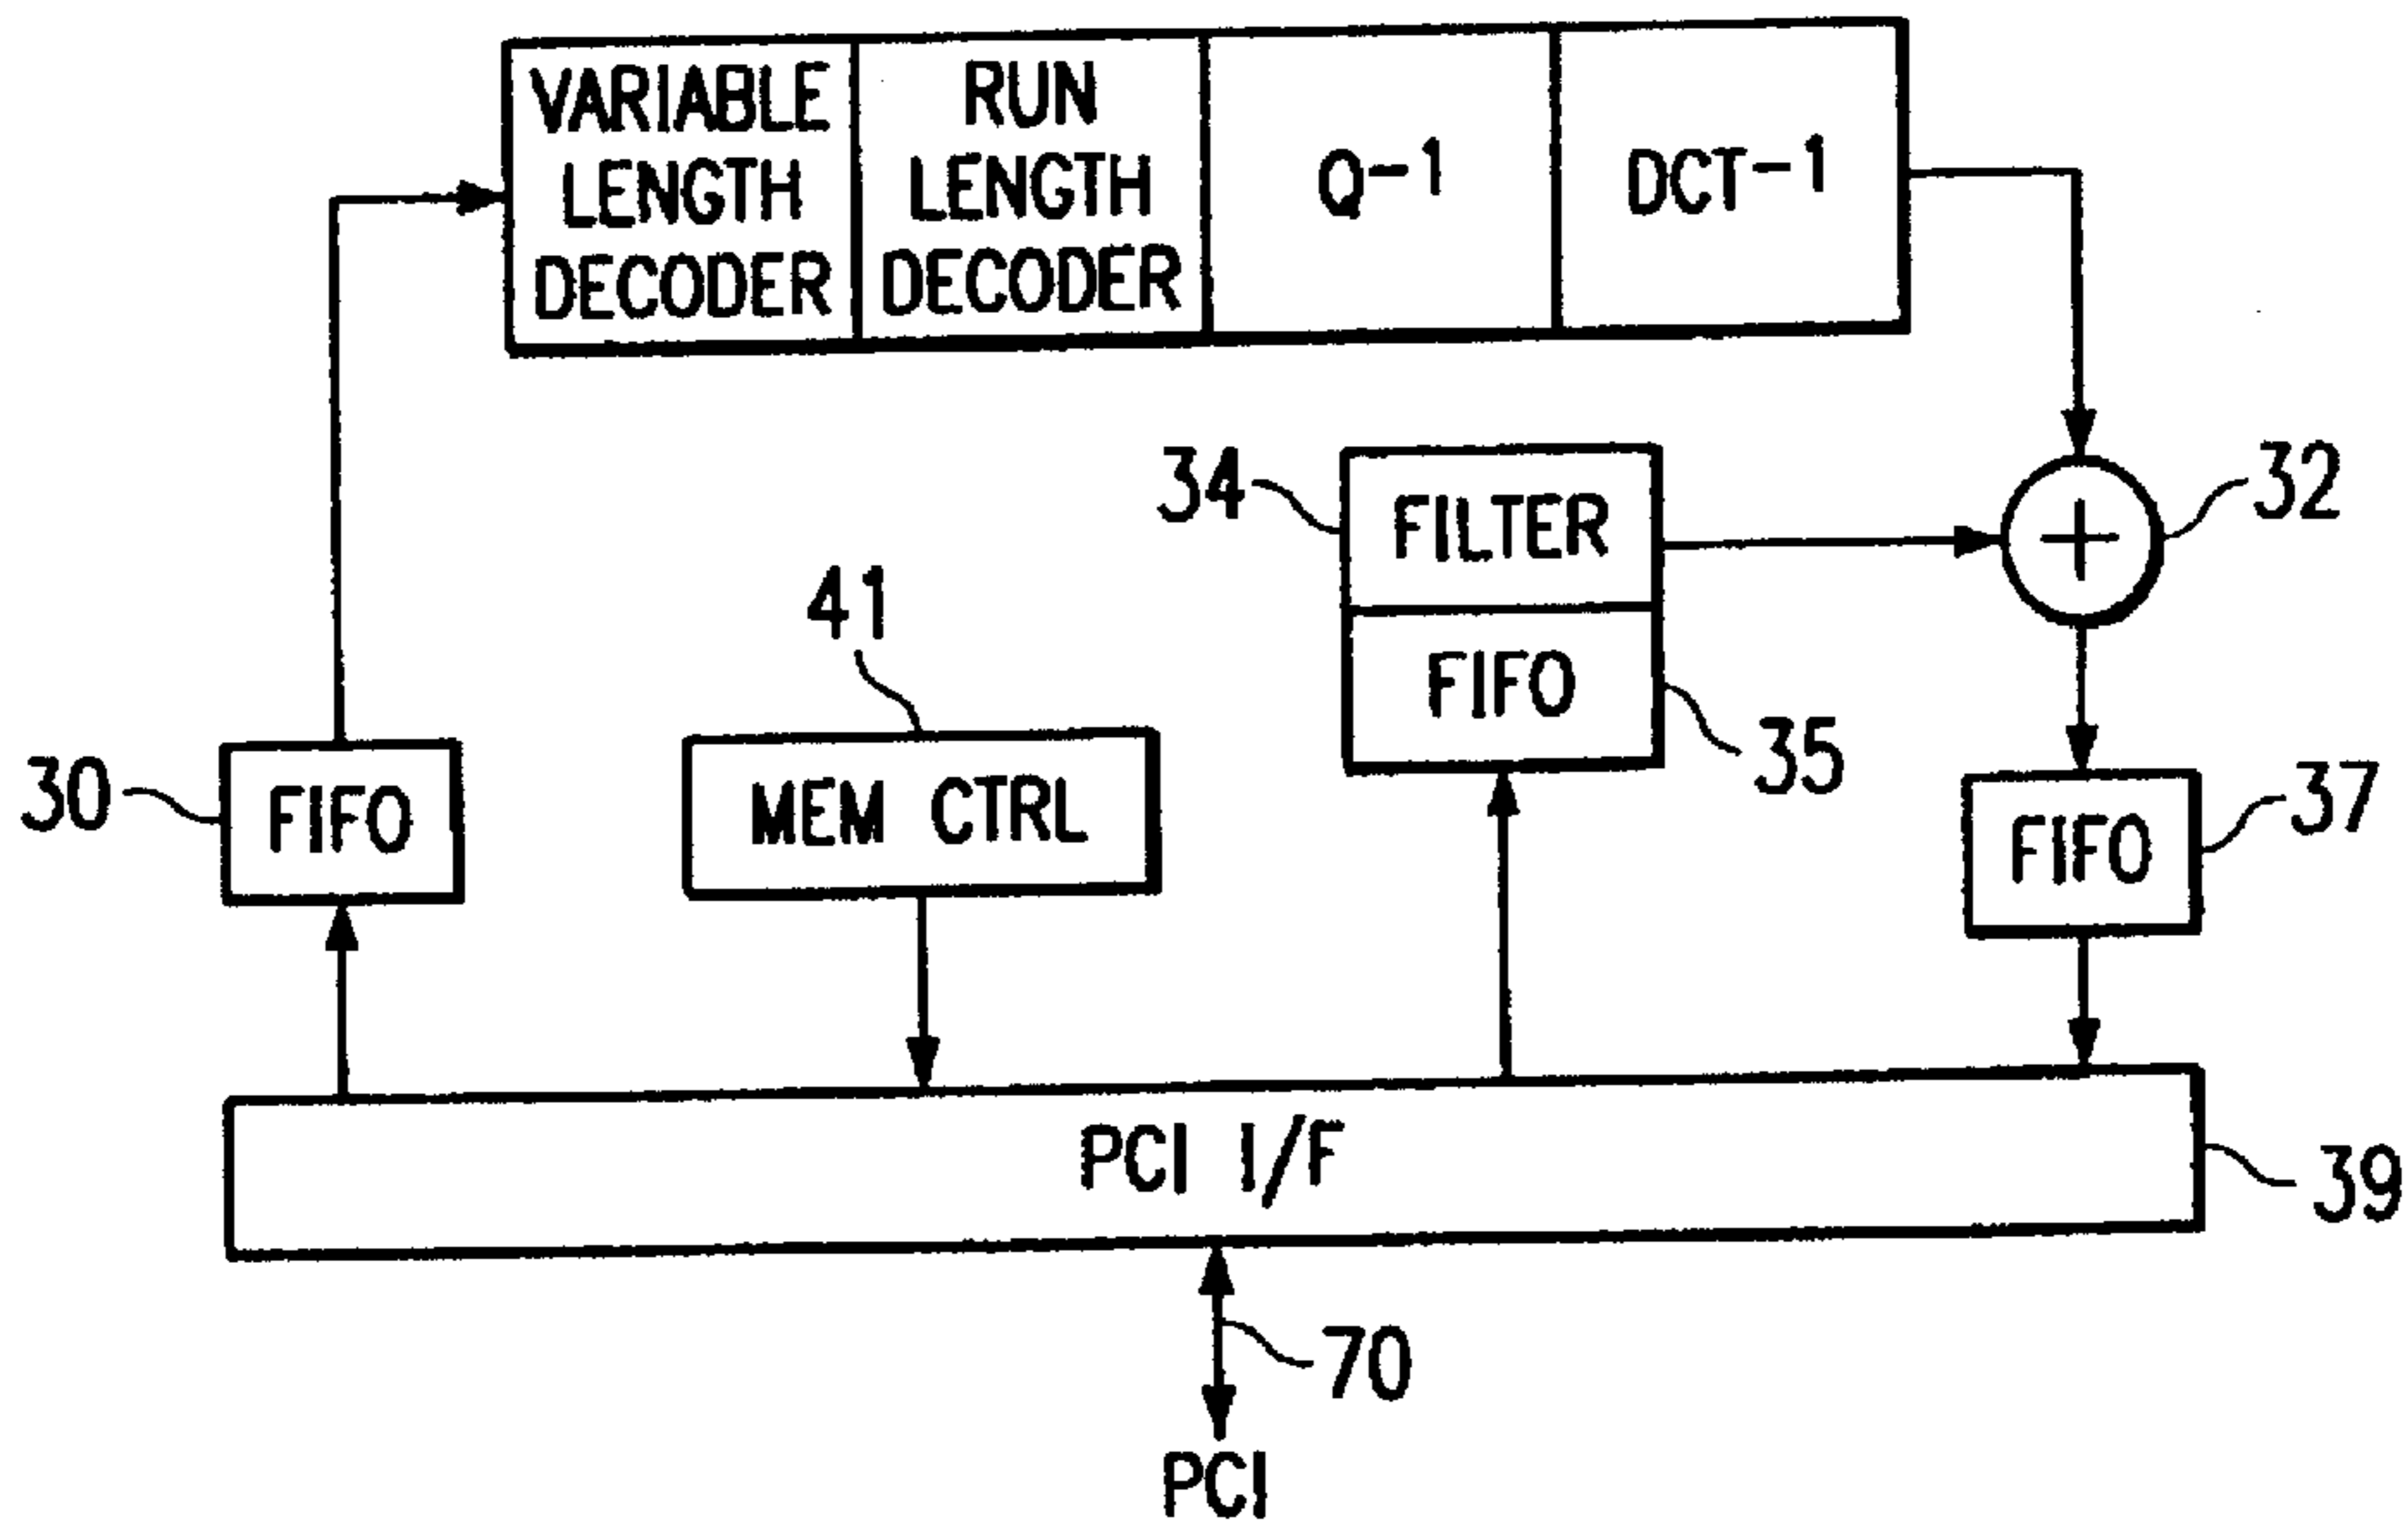 VARIABLE
LENGTH
DECODER
RUN
LENGTH
DECODER
Q-1
DCT-1
34
FILTER
32
41
FIFO
35
30
FIFO
MEM CTRL
FIFO
37
PCI I/F
39
70
PCI